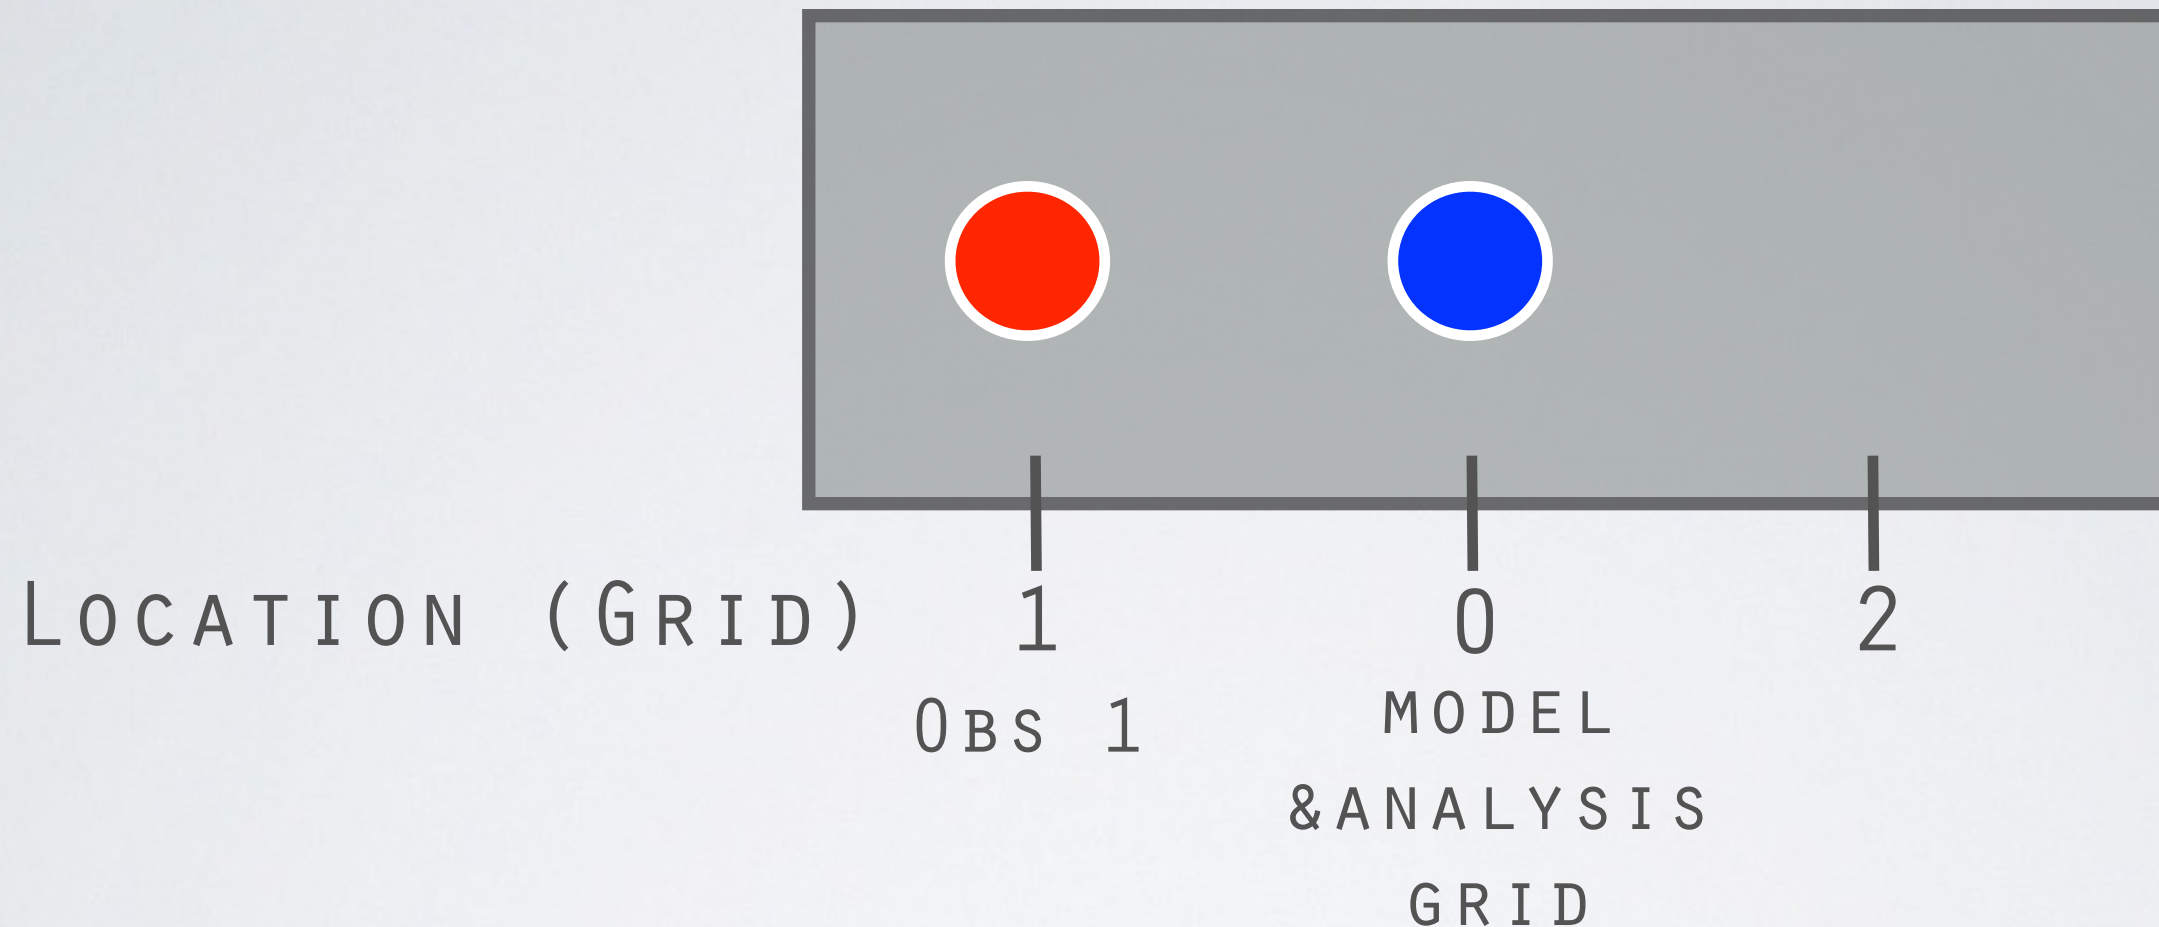 Location (Grid) 1 0 2
Obs 1
model
&analysis
grid